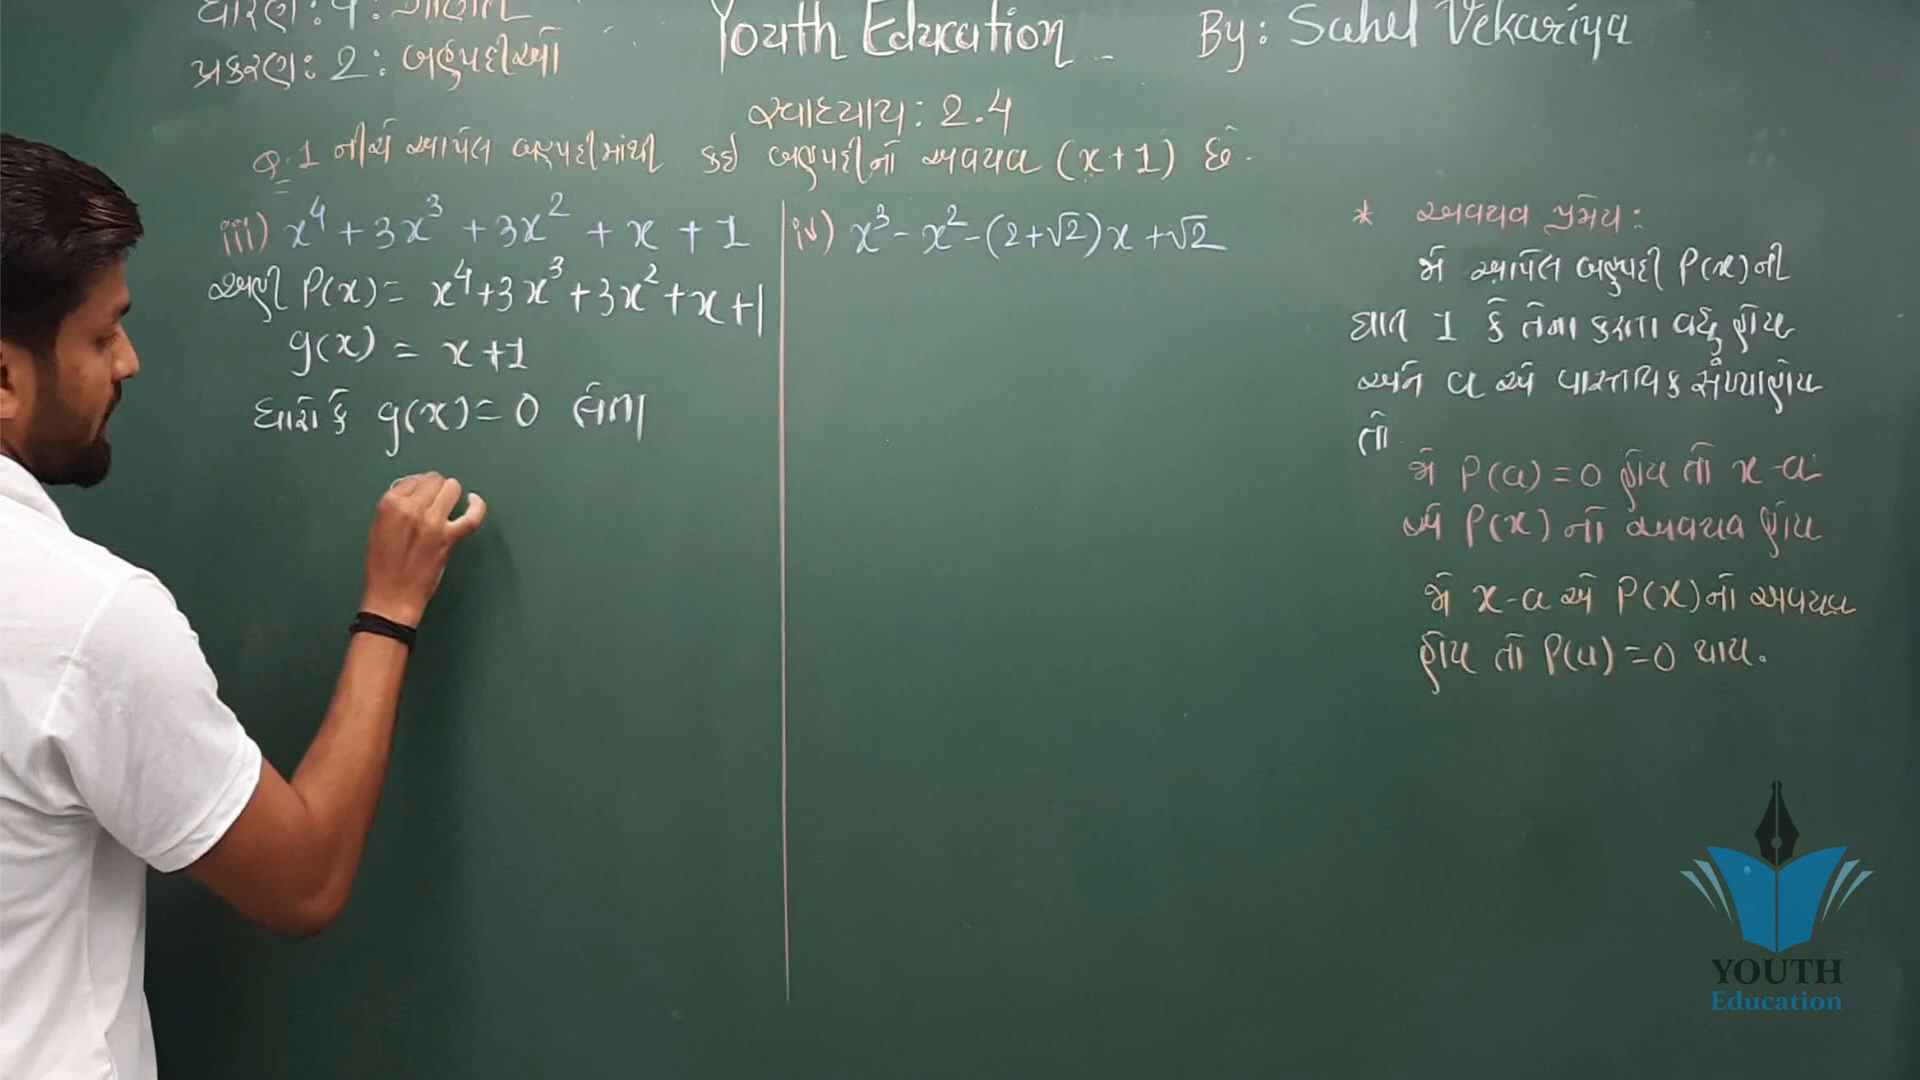 ધોરણ : 9 : ગણિત
પ્રકરણ : 2 : બહુપદીઓ
Youth Education
By : Sahel Vekariya
સ્વાધ્યાય : 2.4
Q.1 નીચે આપેલ બહુપદીમાંથી કઇ બહુપદીનો અવયવ (x+1) છે.
iii) x⁴ + 3x³ + 3x² + x + 1
અહી P(x) = x⁴+3x³+3x²+x+1
g(x) = x+1
ધારો કે g(x)=0 લેતા
iv) x³ - x² - (2+√2)x + √2
* અવયવ પ્રમેય :
જો આપેલ બહુપદી P(x)ની
ઘાત 1 કે તેના કરતા વધુ હોય
અને a એ વાસ્તવિક સંખ્યા હોય
તો
જો P(a) = 0 હોય તો x-a
એ P(x) નો અવયવ હોય
જો x-a એ P(x)નો અવયવ
હોય તો P(a) = 0 થાય.
YOUTH
Education